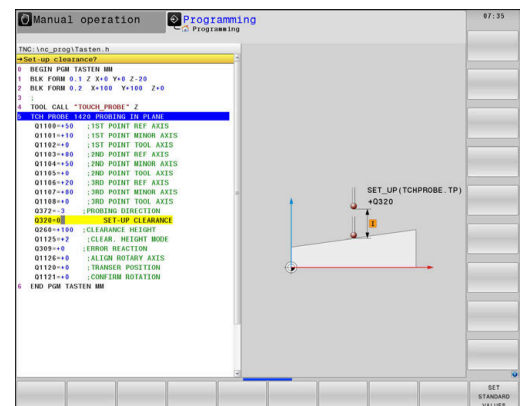 Manual operation
Programming
Programming
07:35
TNC:\nc_prog\Tasten.h
→Set-up clearance?
0 BEGIN PGM TASTEN MM
1 BLK FORM 0.1 Z X+0 Y+0 Z-20
2 BLK FORM 0.2 X+100 Y+100 Z+0
3 ;
4 TOOL CALL "TOUCH_PROBE" Z
5 TCH PROBE 1420 PROBING IN PLANE
Q1100=+50 ;1ST POINT REF AXIS
Q1101=+10 ;1ST POINT MINOR AXIS
Q1102=+0 ;1ST POINT TOOL AXIS
Q1103=+80 ;2ND POINT REF AXIS
Q1104=+50 ;2ND POINT MINOR AXIS
Q1105=+0 ;2ND POINT TOOL AXIS
Q1106=+20 ;3RD POINT REF AXIS
Q1107=+80 ;3RD POINT MINOR AXIS
Q1108=+0 ;3RD POINT TOOL AXIS
Q372=-3 ;PROBING DIRECTION
Q320=0 SET-UP CLEARANCE
Q260=+100 ;CLEARANCE HEIGHT
Q1125=+2 ;CLEAR. HEIGHT MODE
Q309=+0 ;ERROR REACTION
Q1126=+0 ;ALIGN ROTARY AXIS
Q1120=+0 ;TRANSER POSITION
Q1121=+0 ;CONFIRM ROTATION
6 END PGM TASTEN MM
SET_UP(TCHPROBE.TP)
+Q320
I
SET
STANDARD
VALUES